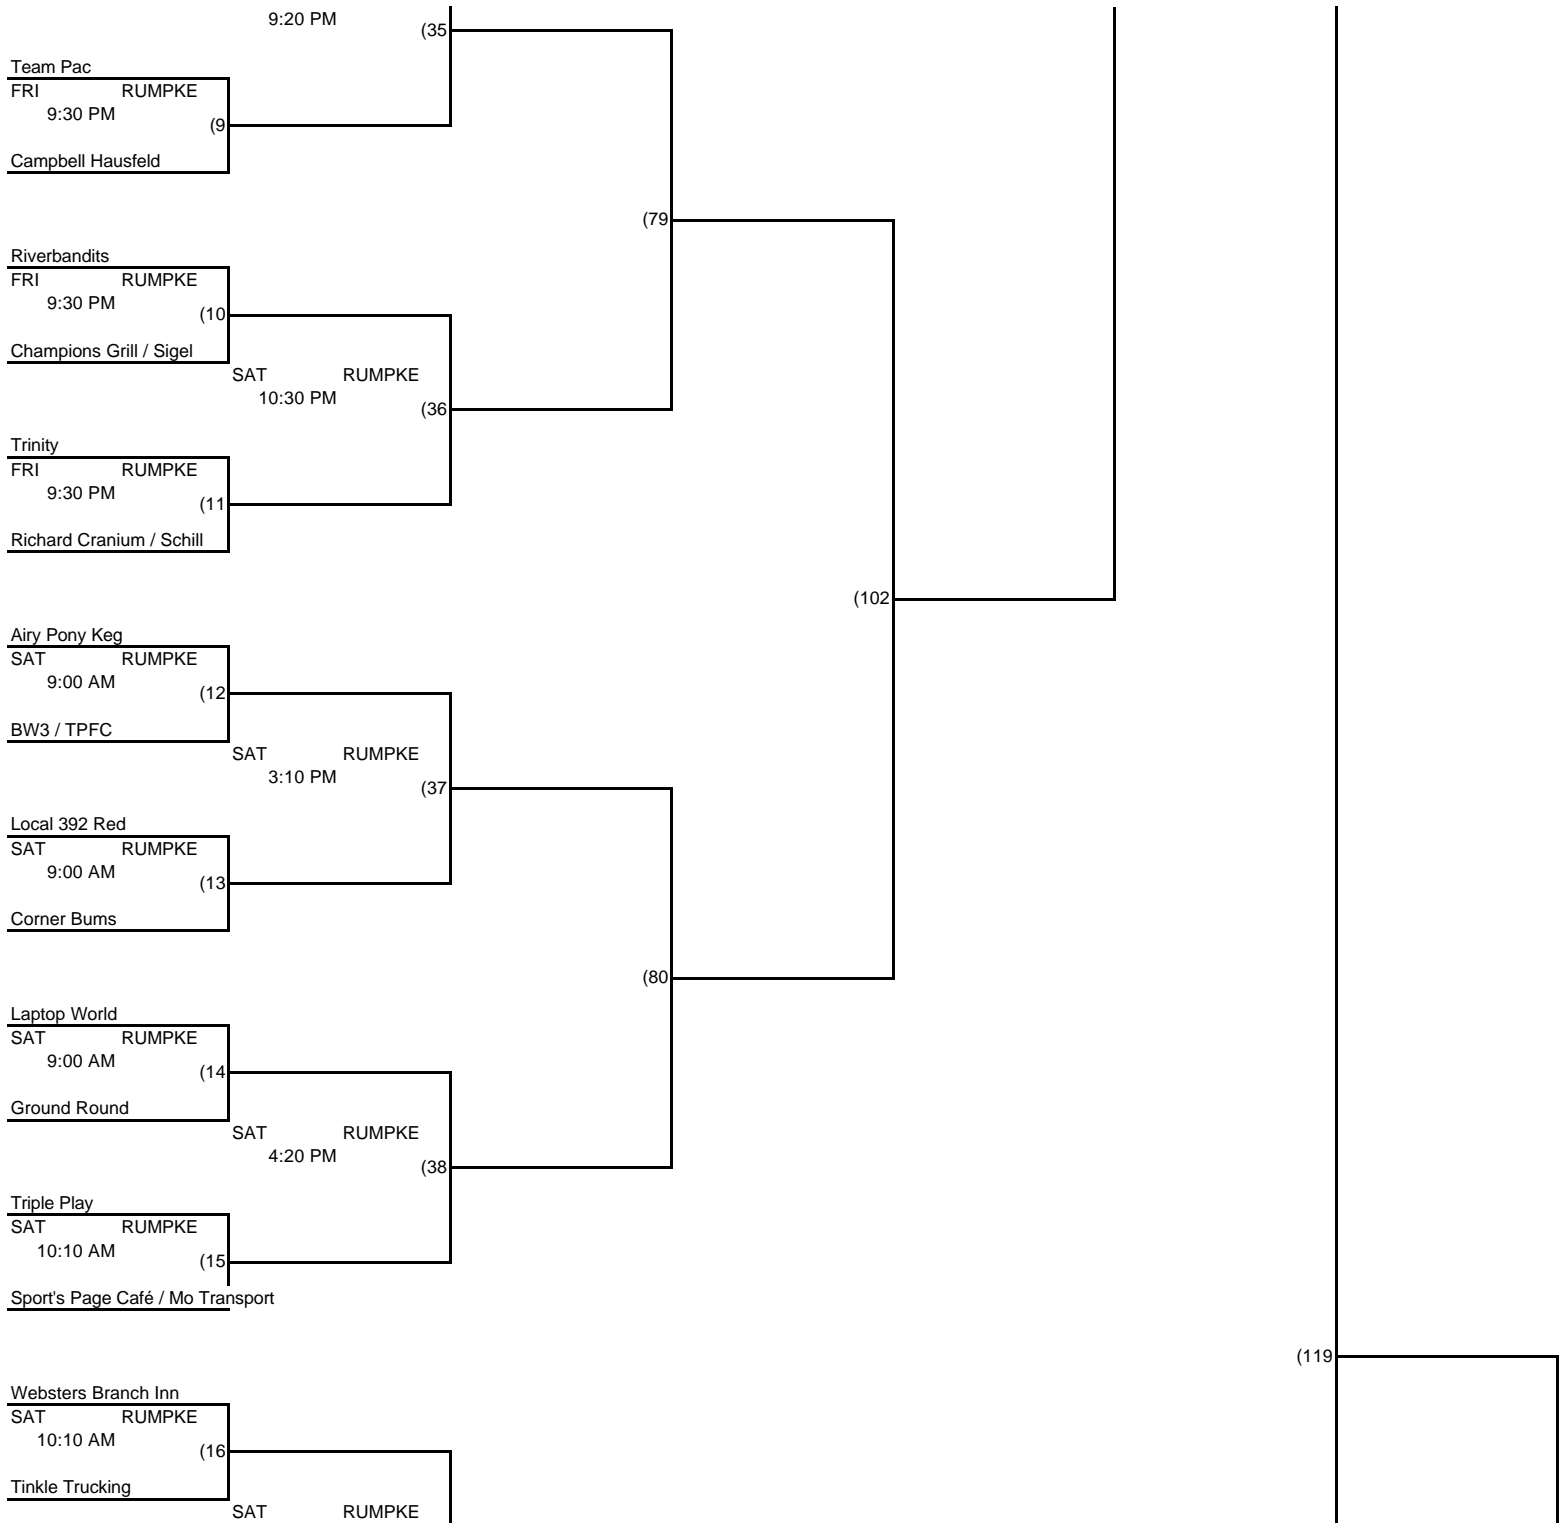 9:20 PM
(35
Team Pac
FRI RUMPKE
9:30 PM
(9
Campbell Hausfeld
(79
Riverbandits
FRI RUMPKE
9:30 PM
(10
Champions Grill / Sigel
SAT RUMPKE
10:30 PM
(36
Trinity
FRI RUMPKE
9:30 PM
(11
Richard Cranium / Schill
(102
Airy Pony Keg
SAT RUMPKE
9:00 AM
(12
BW3 / TPFC
SAT RUMPKE
3:10 PM
(37
Local 392 Red
SAT RUMPKE
9:00 AM
(13
Corner Bums
(80
Laptop World
SAT RUMPKE
9:00 AM
(14
Ground Round
SAT RUMPKE
4:20 PM
(38
Triple Play
SAT RUMPKE
10:10 AM
(15
Sport's Page Café / Mo Transport
(119
Websters Branch Inn
SAT RUMPKE
10:10 AM
(16
Tinkle Trucking
SAT RUMPKE